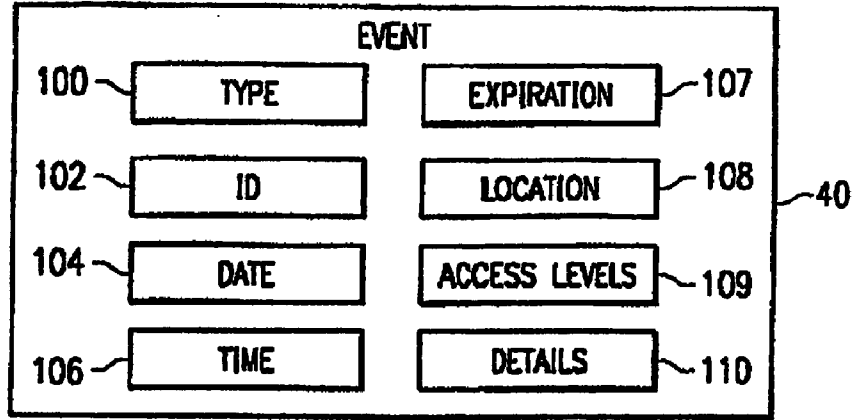 EVENT
100 TYPE EXPIRATION 107
102 ID LOCATION 108
40
104 DATE ACCESS LEVELS 109
106 TIME DETAILS 110